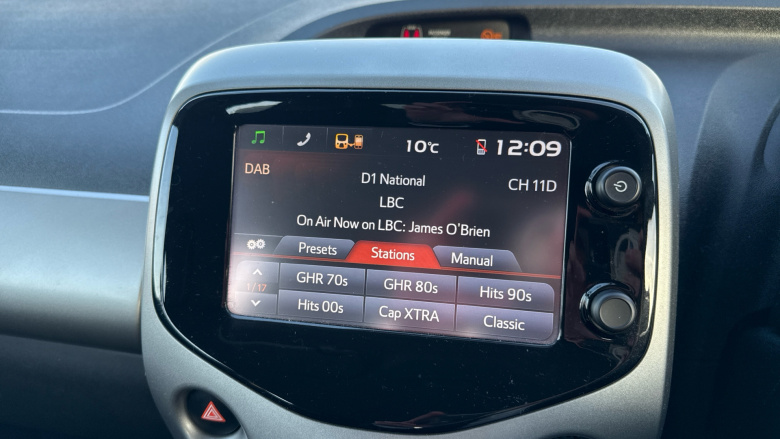 10°C 12:09
DAB
D1 National
CH 11D
LBC
On Air Now on LBC: James O'Brien
Presets Stations Manual
GHR 70s GHR 80s Hits 90s
1/17
Hits 00s Cap XTRA Classic